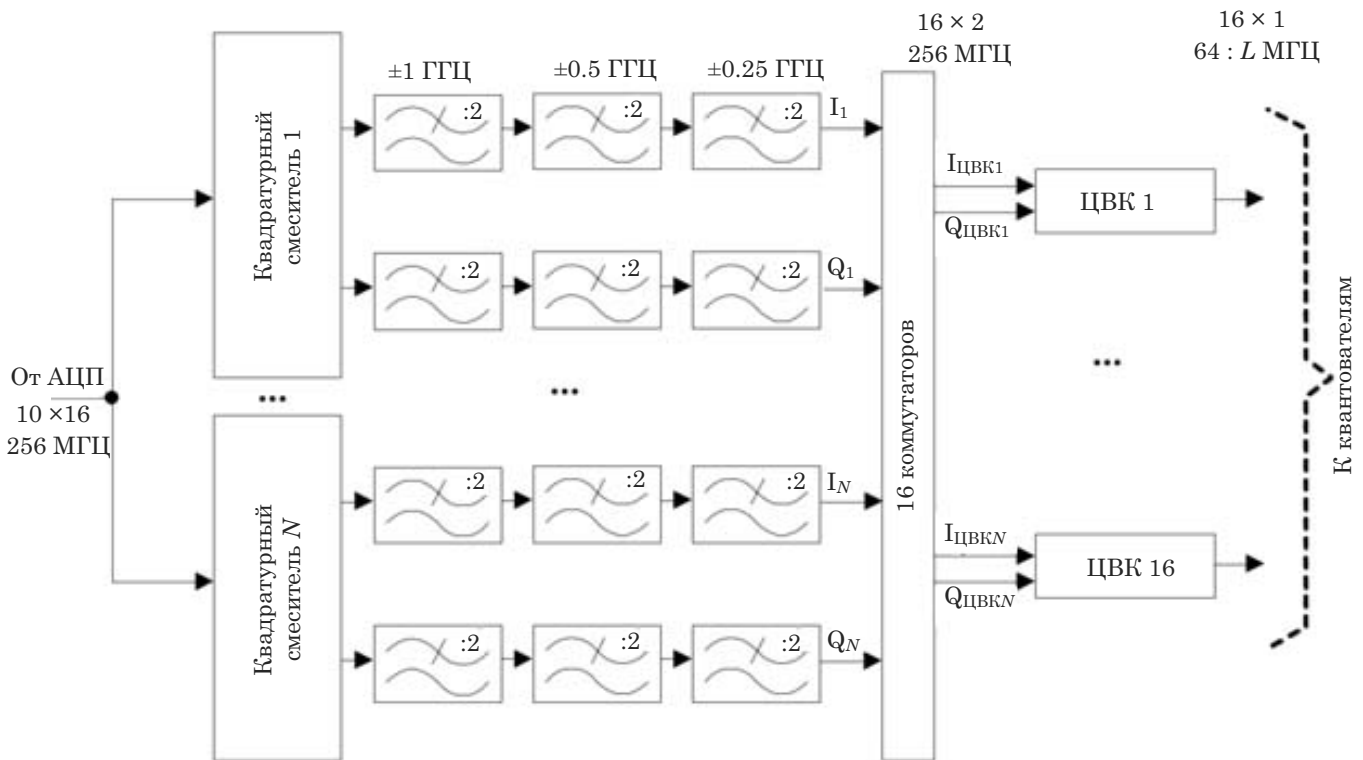 16 × 2
256 МГЦ
16 × 1
64 : L МГЦ
±1 ГГЦ
±0.5 ГГЦ
±0.25 ГГЦ
Квадратурный
смеситель 1
:2
:2
:2
I1
IЦВК1
QЦВК1
ЦВК 1
:2
:2
:2
Q1
От АЦП
10 ×16
256 МГЦ
...
...
...
16 коммутаторов
К квантователям
Квадратурный
смеситель N
:2
:2
:2
IN
IЦВКN
QЦВКN
ЦВК 16
:2
:2
:2
QN